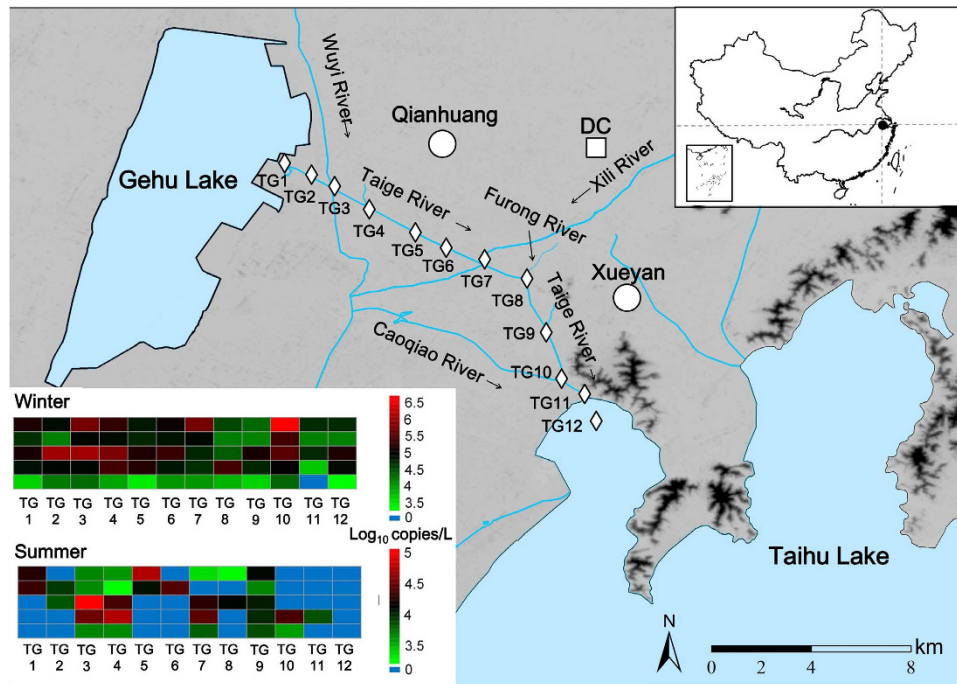 Wuyi River→
Qianhuang
DC
Xili River
→
Gehu Lake
TG1
TG2
TG3
TG4
TG5
TG6
TG7
TG8
TG9
TG10
TG11
TG12
Taige River
→
Furong River
→
Xueyan
Taige River
→
Caoqiao River
→
Taihu Lake
N
km
0 2 4 8
Winter
6.5
6
5.5
5
4.5
4
3.5
0
TG TG TG TG TG TG TG TG TG TG TG TG
1 2 3 4 5 6 7 8 9 10 11 12
Log10 copies/L
Summer
5
4.5
4
3.5
0
TG TG TG TG TG TG TG TG TG TG TG TG
1 2 3 4 5 6 7 8 9 10 11 12